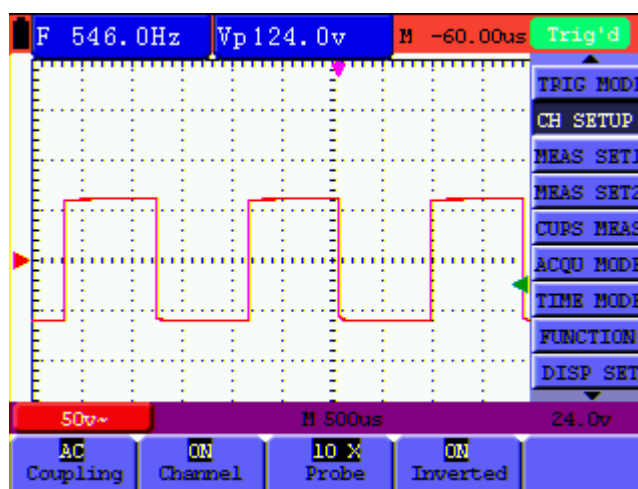 F 546.0Hz Vp124.0v M -60.00us Trig'd
TRIG MODE
CH SETUP
MEAS SET1
MEAS SET2
CURS MEAS
ACQU MODE
TIME MODE
FUNCTION
DISP SET
50v~ M 500us 24.0v
AC ON 10 X ON
Coupling Channel Probe Inverted